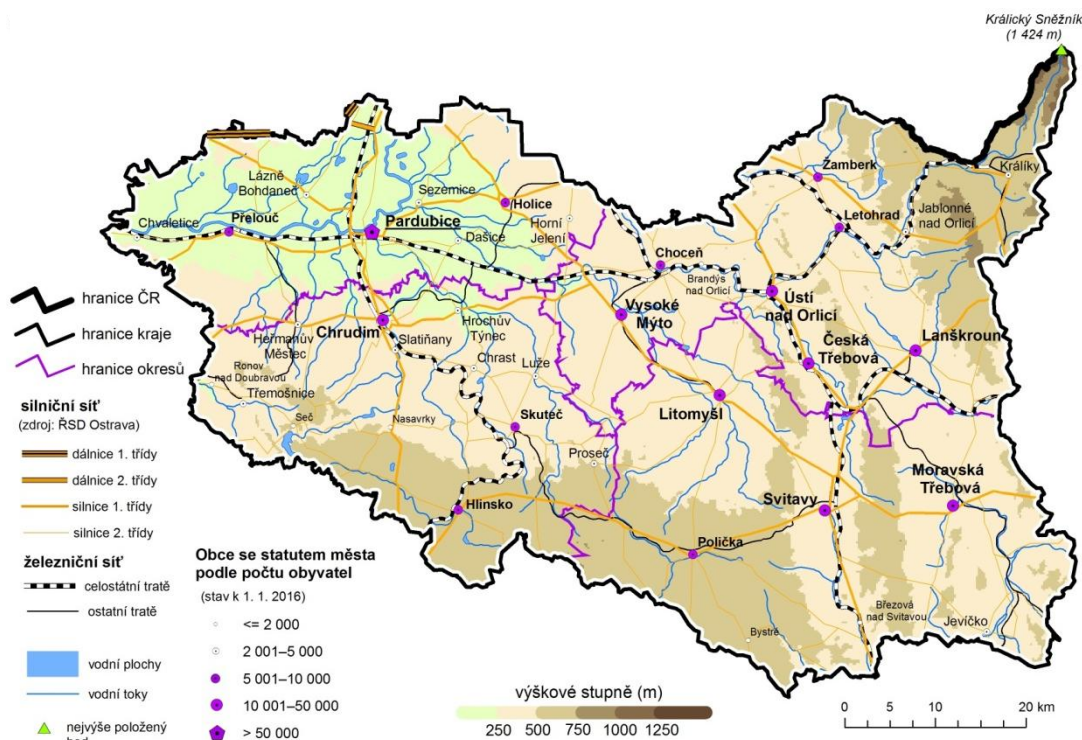 Králický Sněžník
(1 424 m)
Žamberk
Králíky
Lázně
Bohdaneč
Sezemice
Holice
Letohrad
Jablonné
nad Orlicí
Chvaletice
Přelouč
Pardubice
Dašice
Horní
Jelení
Choceň
Brandýs
nad Orlicí
Ústí
nad Orlicí
Vysoké
Mýto
Česká
Třebová
Lanškroun
Heřmanův
Městec
Chrudim
Slatiňany
Hrochův
Týnec
Chrast
Luže
Ronov
nad Doubravou
Třemošnice
Seč
Nasavrky
Skuteč
Litomyšl
Proseč
Moravská
Třebová
Svitavy
Hlinsko
Polička
Březová
nad Svitavou
Jevíčko
Bystré
hranice ČR
hranice kraje
hranice okresů
silniční síť
(zdroj: ŘSD Ostrava)
dálnice 1. třídy
dálnice 2. třídy
silnice 1. třídy
silnice 2. třídy
železniční síť
celostátní tratě
ostatní tratě
vodní plochy
vodní toky
nejvýše položený
Obce se statutem města
podle počtu obyvatel
(stav k 1. 1. 2016)
<= 2 000
2 001–5 000
5 001–10 000
10 001–50 000
> 50 000
výškové stupně (m)
250 500 750 1000 1250
0 10 20 km